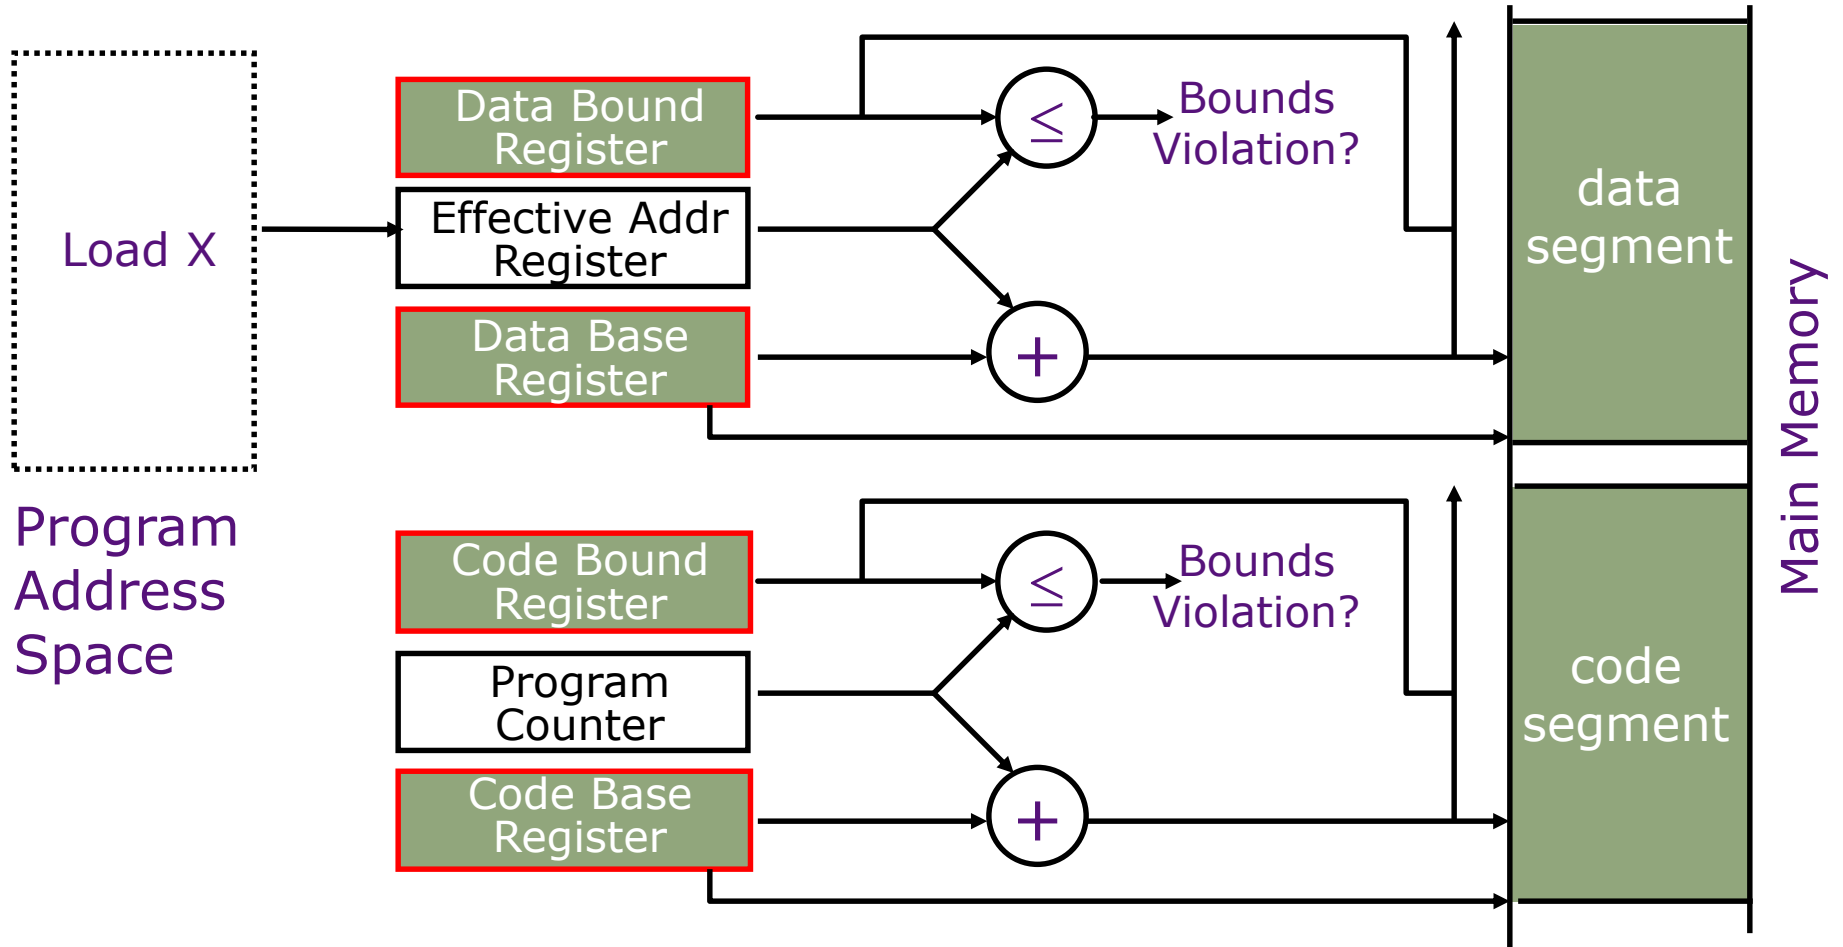 Load X
Program
Address
Space
Data Bound
Register
Effective Addr
Register
Data Base
Register
≤
Bounds
Violation?
+
Code Bound
Register
Program
Counter
Code Base
Register
≤
Bounds
Violation?
+
data
segment
code
segment
Main Memory